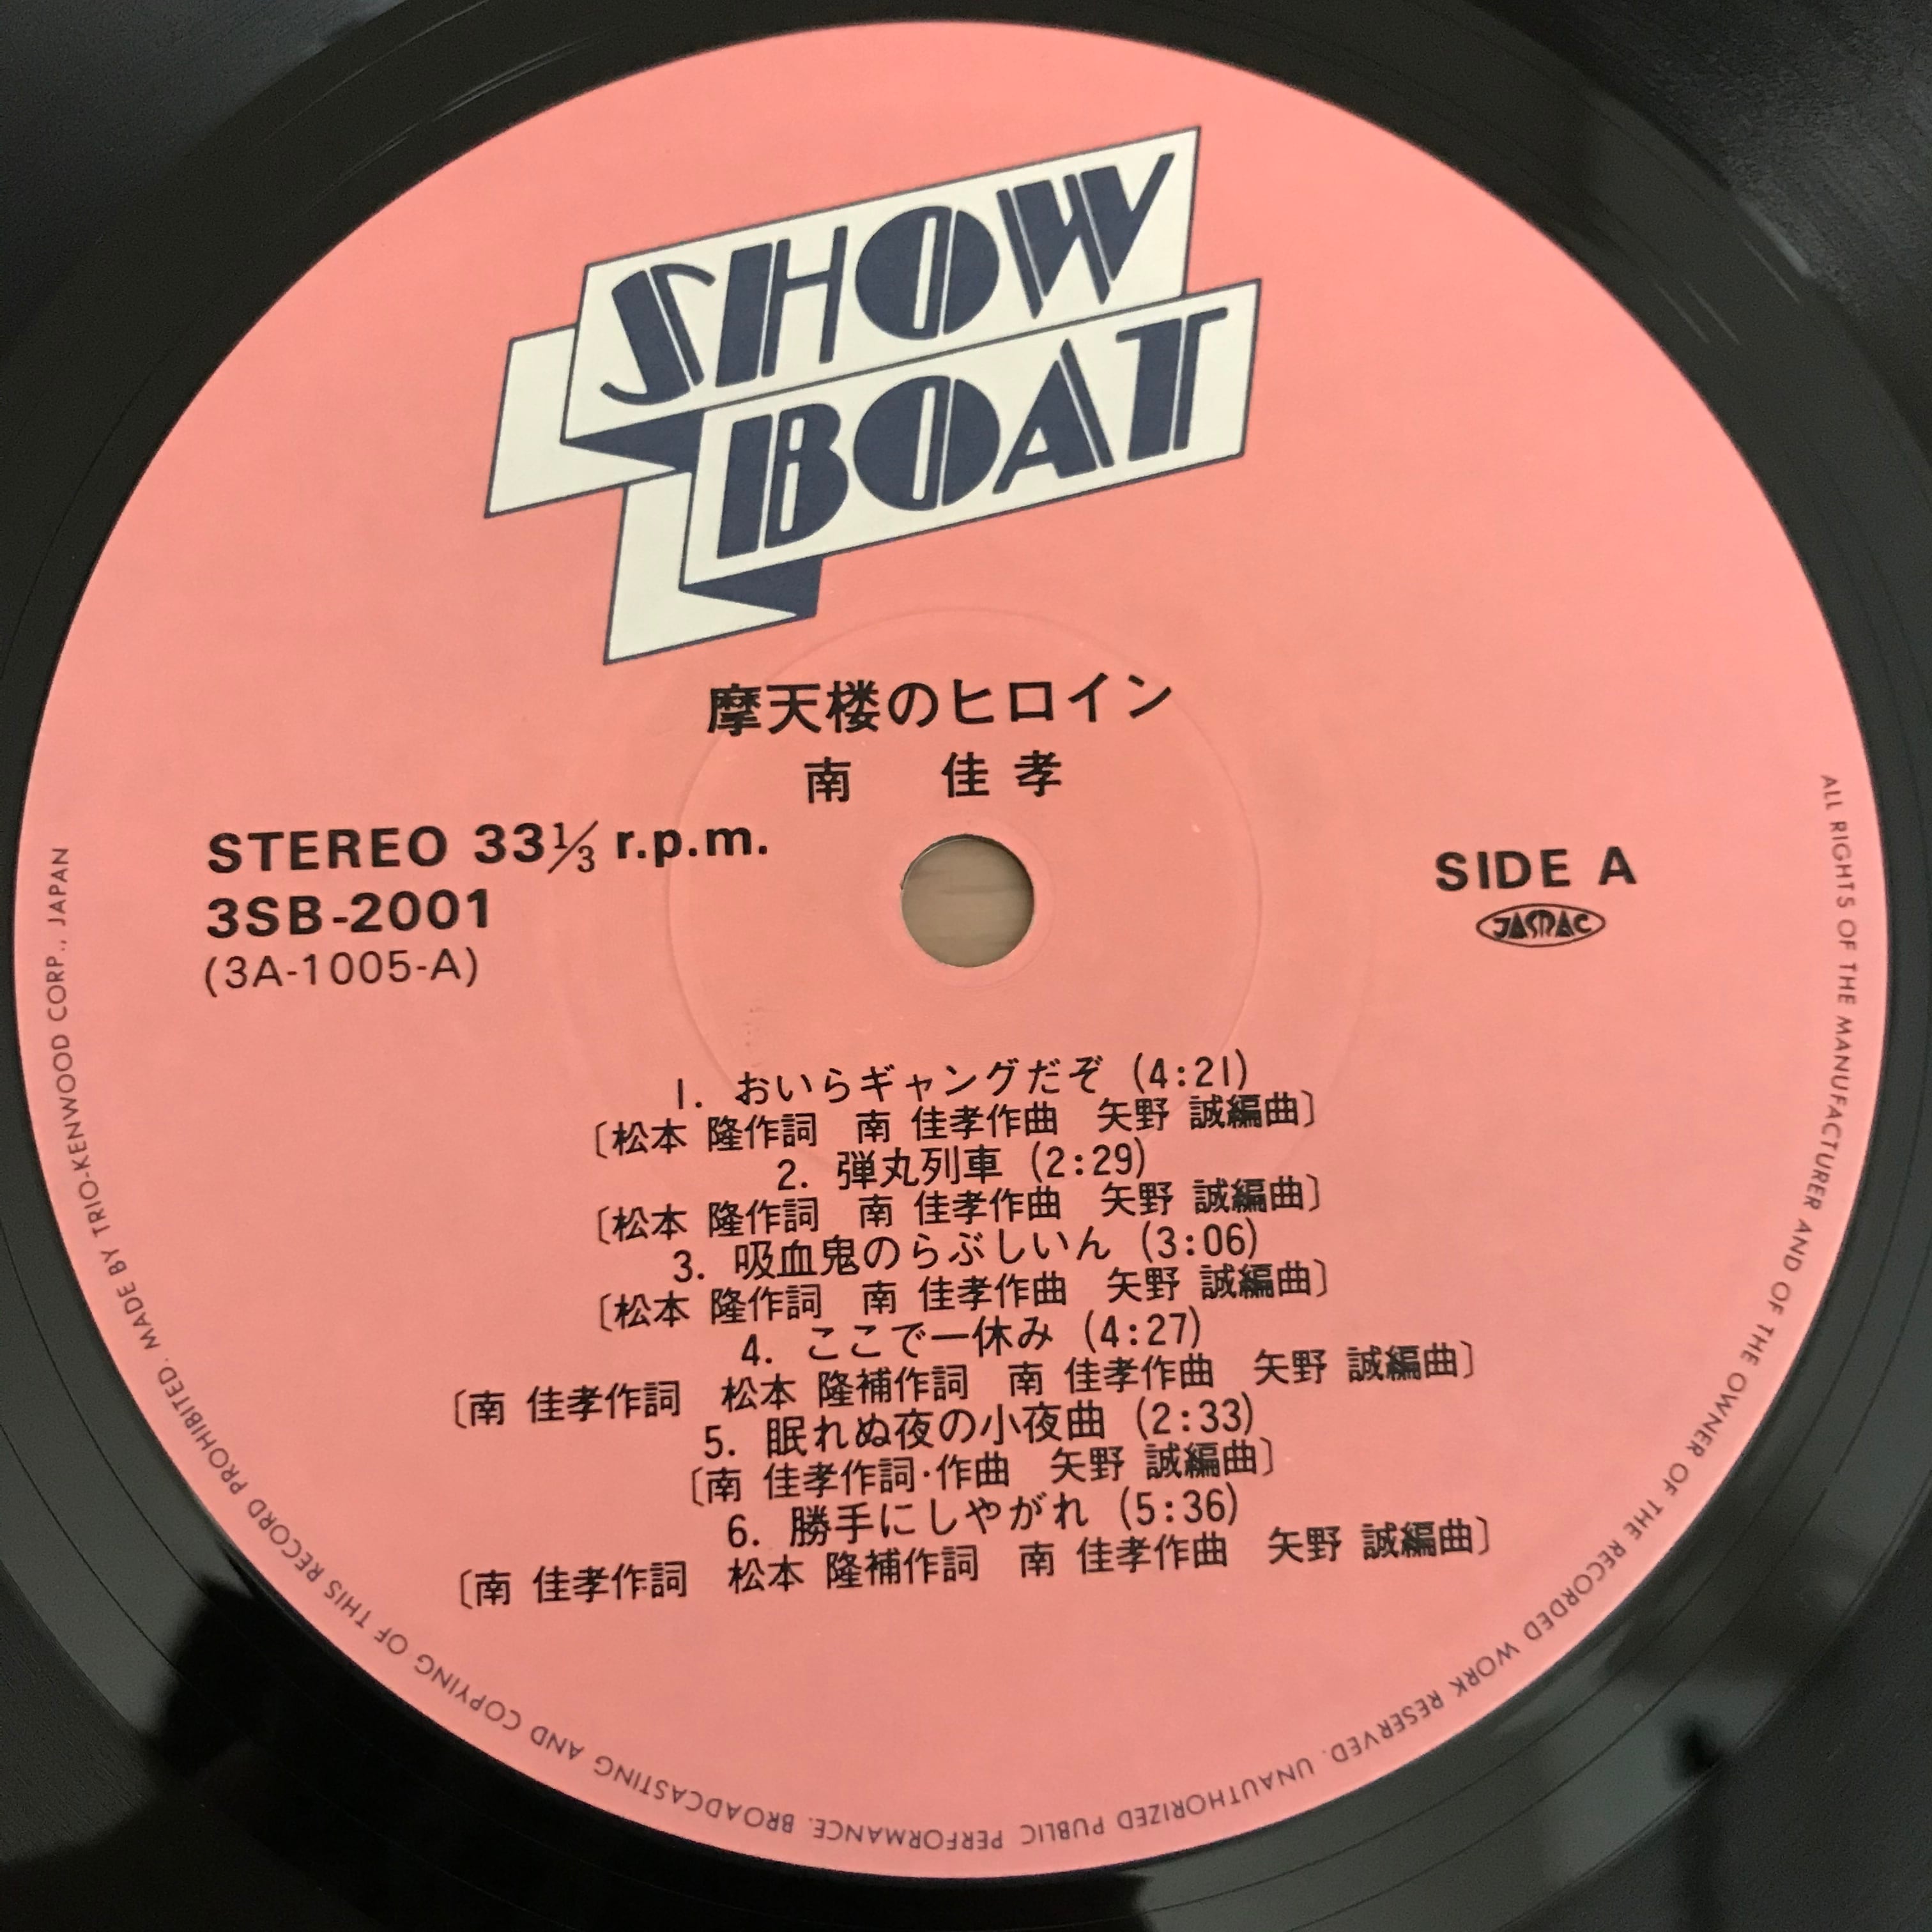 SHOW
BOAT
摩天楼のヒロイン
南 佳孝
STEREO 33⅓ r.p.m.
3SB-2001
(3A-1005-A)
SIDE A
JASRAC
1. おいらギャングだぞ (4:21)
〔松本 隆作詞 南 佳孝作曲 矢野 誠編曲〕
2. 弾丸列車 (2:29)
〔松本 隆作詞 南 佳孝作曲 矢野 誠編曲〕
3. 吸血鬼のらぶしいん (3:06)
〔松本 隆作詞 南 佳孝作曲 矢野 誠編曲〕
4. ここで一休み (4:27)
〔南 佳孝作詞 松本 隆補作詞 南 佳孝作曲 矢野 誠編曲〕
5. 眠れぬ夜の小夜曲 (2:33)
〔南 佳孝作詞·作曲 矢野 誠編曲〕
6. 勝手にしやがれ (5:36)
〔南 佳孝作詞 松本 隆補作詞 南 佳孝作曲 矢野 誠編曲〕
ALL RIGHTS OF THE MANUFACTURER AND OF THE OWNER OF THE RECORDED WORK RESERVED. UNAUTHORIZED PUBLIC PERFORMANCE. BROADCASTING AND COPYING OF THIS RECORD PROHIBITED. MADE BY TRIO-KENWOOD CORP., JAPAN